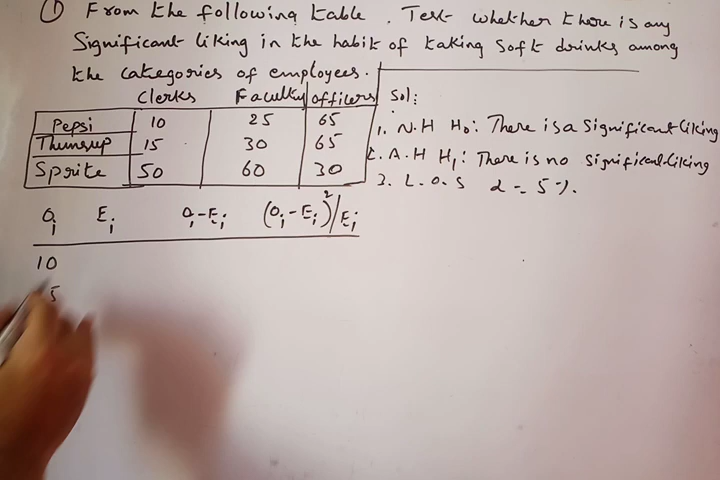 ① From the following table. Test whether there is any
Significant liking in the habit of taking soft drinks among
the categories of employees.
Clerks Faculty officers
Pepsi 10 25 65
Thumsup 15 30 65
Sprite 50 60 30
Sol:
1. N.H H₀: There is a significant liking
2. A.H H₁: There is no significant liking
3. L.O.S α = 5%.
Oi Ei Oi-Ei (Oi-Ei)²/Ei
10